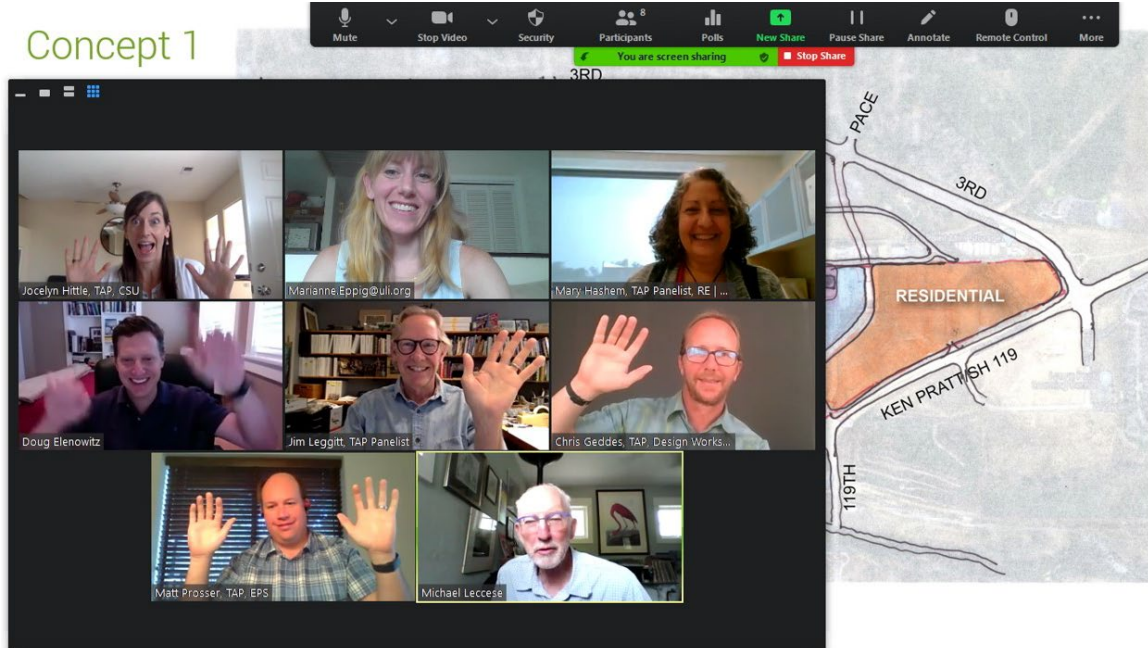 Concept 1
Mute
Stop Video
Security
Participants
8
Polls
New Share
Pause Share
Annotate
Remote Control
More
You are screen sharing
Stop Share
3RD
PACE
3RD
RESIDENTIAL
KEN PRATT/SH 119
119TH
Jocelyn Hittle, TAP, CSU
Marianne.Eppig@uli.org
Mary Hashem, TAP Panelist, RE | ...
Doug Elenowitz
Jim Leggitt, TAP Panelist
Chris Geddes, TAP, Design Works...
Matt Prosser, TAP, EPS
Michael Leccese